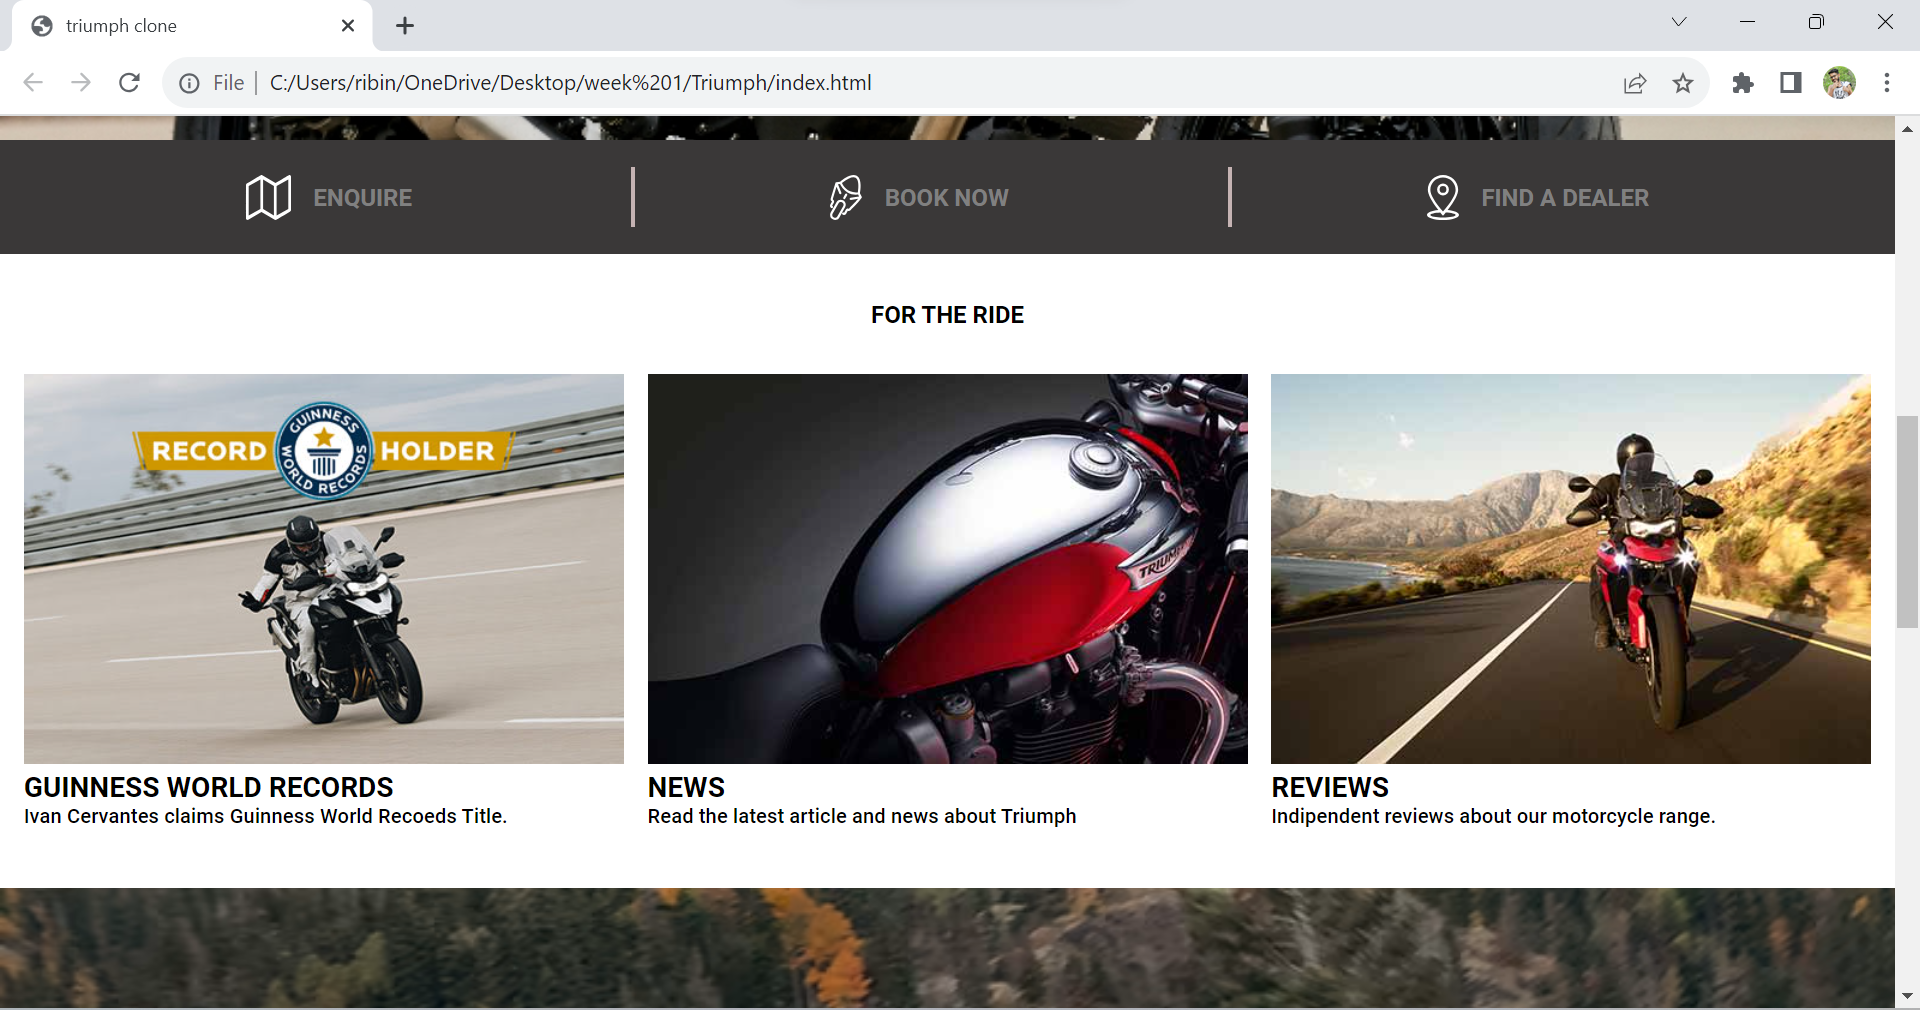 triumph clone
File C:/Users/ribin/OneDrive/Desktop/week%201/Triumph/index.html
ENQUIRE
BOOK NOW
FIND A DEALER
FOR THE RIDE
RECORD GUINNESS WORLD RECORDS HOLDER
TRIUMPH
GUINNESS WORLD RECORDS
Ivan Cervantes claims Guinness World Recoeds Title.
NEWS
Read the latest article and news about Triumph
REVIEWS
Indipendent reviews about our motorcycle range.